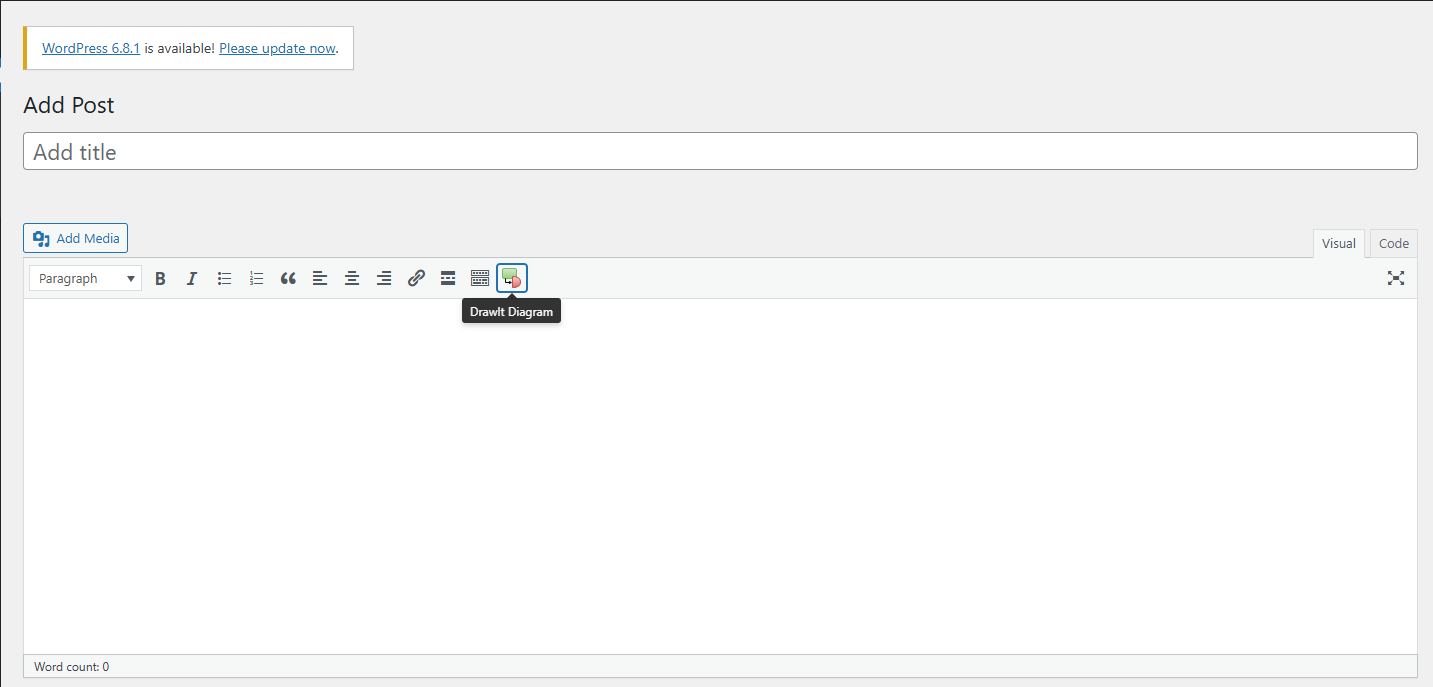 WordPress 6.8.1 is available! Please update now.
Add Post
Add title
Add Media
Visual
Code
Paragraph
DrawIt Diagram
Word count: 0